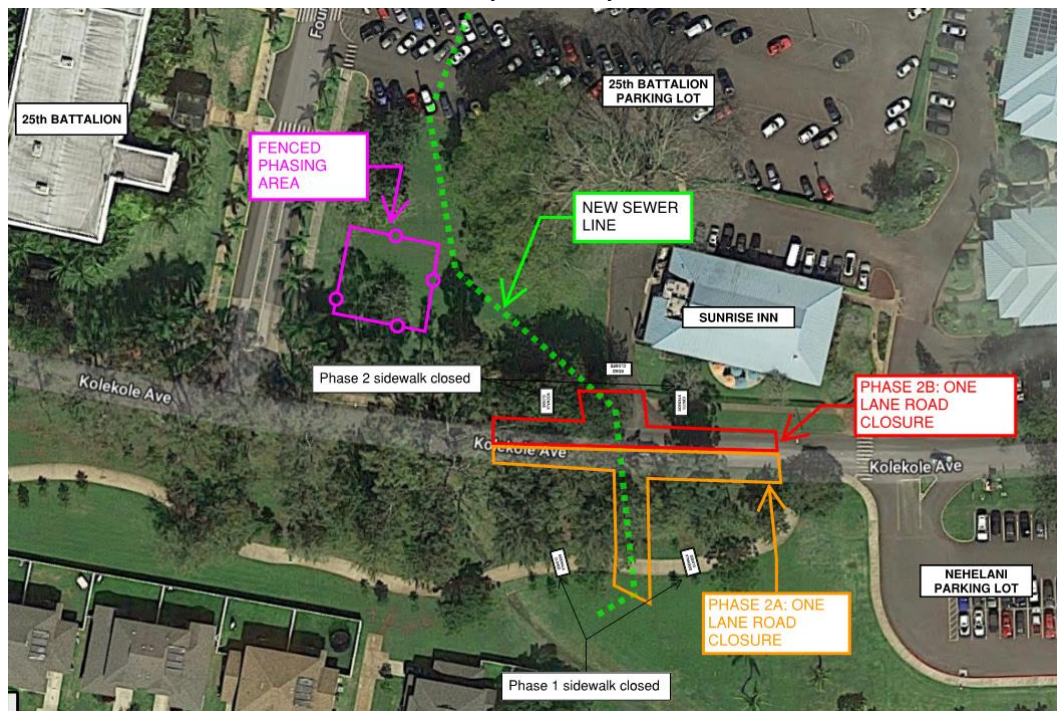 Four
25th BATTALION
25th BATTALION
PARKING LOT
FENCED
PHASING
AREA
NEW SEWER
LINE
SUNRISE INN
Phase 2 sidewalk closed
PHASE 2B: ONE
LANE ROAD
CLOSURE
Kolekole Ave
Kolekole Ave
Kolekole Ave
NEHELANI
PARKING LOT
PHASE 2A: ONE
LANE ROAD
CLOSURE
Phase 1 sidewalk closed